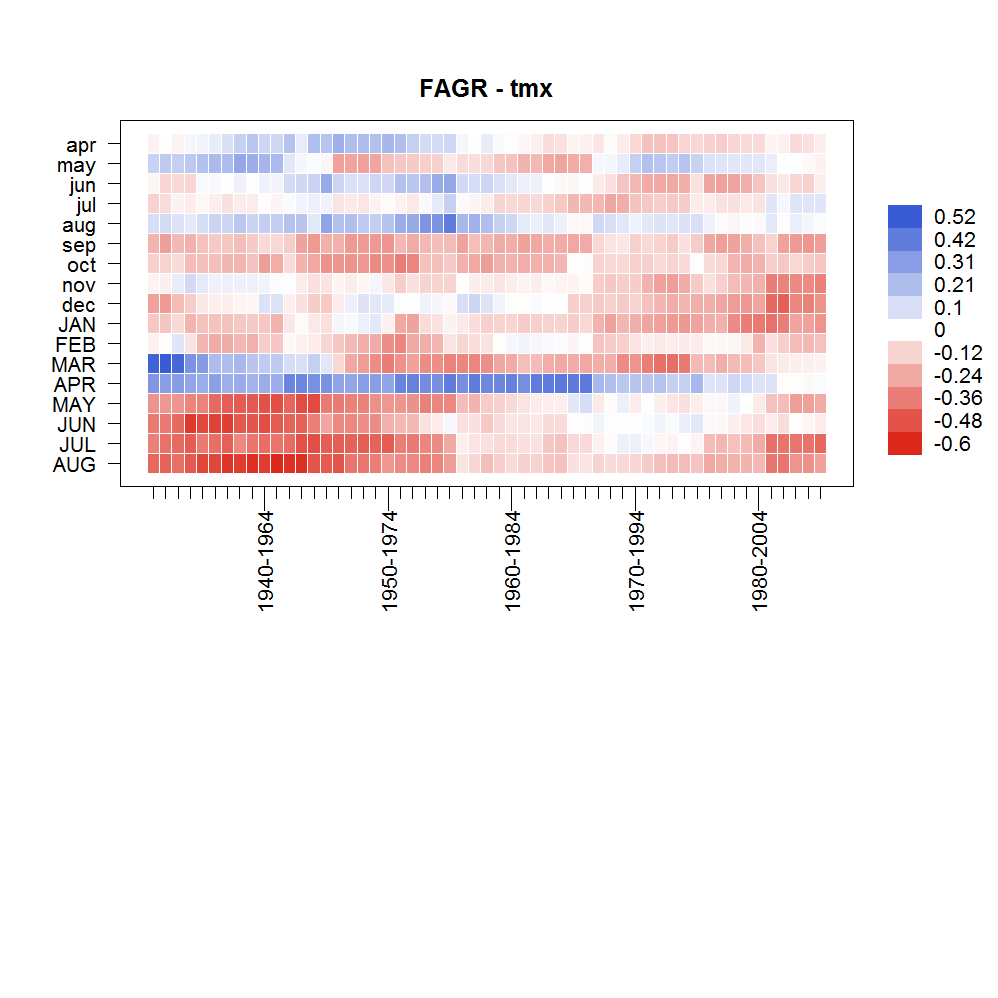 FAGR - tmx
apr
may
jun
jul
aug
sep
oct
nov
dec
JAN
FEB
MAR
APR
MAY
JUN
JUL
AUG
0.52
0.42
0.31
0.21
0.1
0
-0.12
-0.24
-0.36
-0.48
-0.6
1940-1964
1950-1974
1960-1984
1970-1994
1980-2004